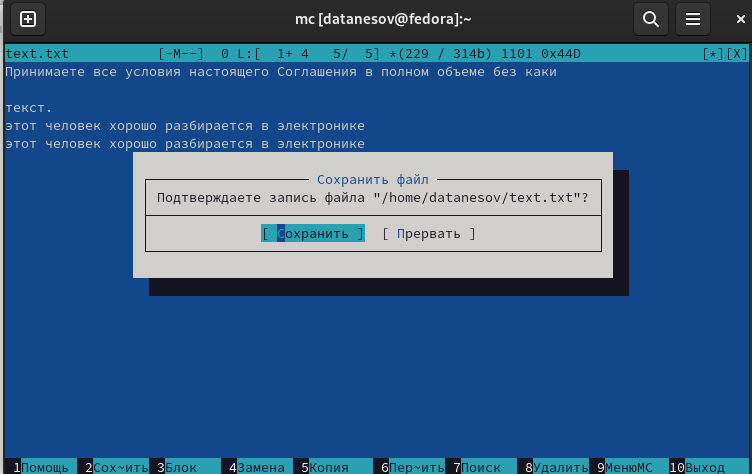 mc [datanesov@fedora]:~
text.txt [-M--] 0 L:[ 1+ 4 5/ 5] *(229 / 314b) 1101 0x44D [*][X]
Принимаете все условия настоящего Соглашения в полном объеме без каки
текст.
этот человек хорошо разбирается в электронике
этот человек хорошо разбирается в электронике
Сохранить файл
Подтверждаете запись файла "/home/datanesov/text.txt"?
[ Сохранить ] [ Прервать ]
1Помощь 2Сох~ить 3Блок 4Замена 5Копия 6Пер~ить 7Поиск 8Удалить 9МенюMC 10Выход